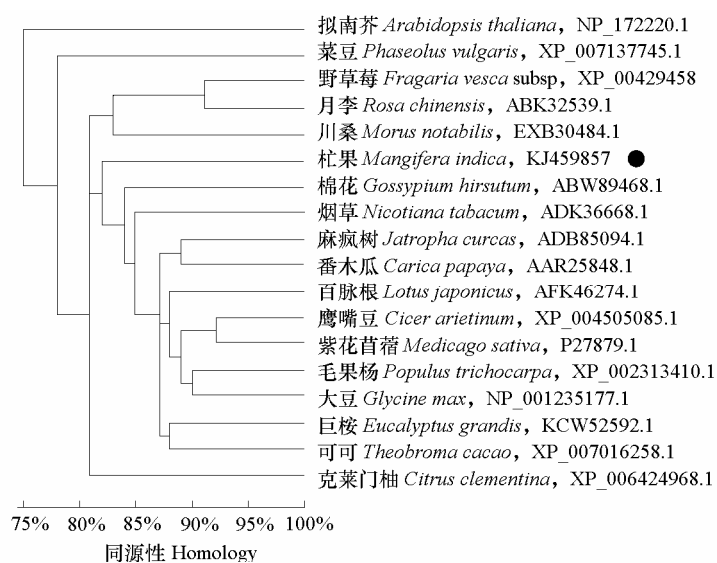 拟南芥 Arabidopsis thaliana，NP_172220.1
菜豆 Phaseolus vulgaris，XP_007137745.1
野草莓 Fragaria vesca subsp，XP_00429458
月季 Rosa chinensis，ABK32539.1
川桑 Morus notabilis，EXB30484.1
杧果 Mangifera indica，KJ459857
棉花 Gossypium hirsutum，ABW89468.1
烟草 Nicotiana tabacum，ADK36668.1
麻疯树 Jatropha curcas，ADB85094.1
番木瓜 Carica papaya，AAR25848.1
百脉根 Lotus japonicus，AFK46274.1
鹰嘴豆 Cicer arietinum，XP_004505085.1
紫花苜蓿 Medicago sativa，P27879.1
毛果杨 Populus trichocarpa，XP_002313410.1
大豆 Glycine max，NP_001235177.1
巨桉 Eucalyptus grandis，KCW52592.1
可可 Theobroma cacao，XP_007016258.1
克莱门柚 Citrus clementina，XP_006424968.1
75% 80% 85% 90% 95% 100%
同源性 Homology